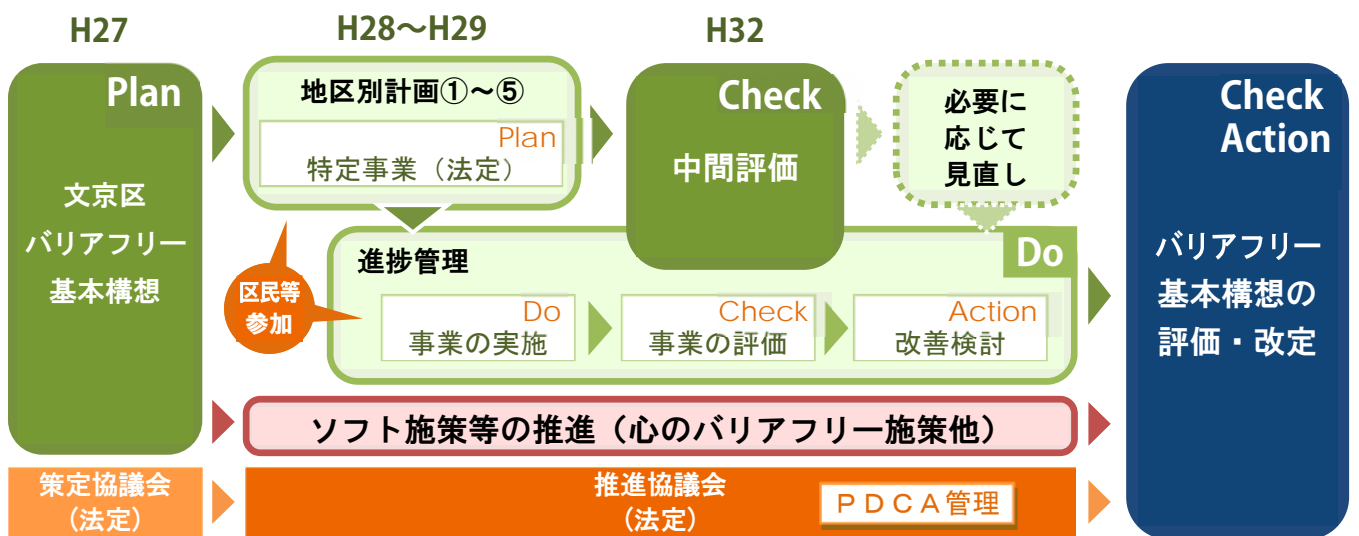 H27
H28～H29
H32
Plan
文京区
バリアフリー
基本構想
地区別計画①～⑤
Plan
特定事業（法定）
Check
中間評価
必要に
応じて
見直し
Check
Action
バリアフリー
基本構想の
評価・改定
区民等
参加
進捗管理
Do
Do
事業の実施
Check
事業の評価
Action
改善検討
ソフト施策等の推進（心のバリアフリー施策他）
策定協議会
（法定）
推進協議会
（法定）
ＰＤＣＡ管理